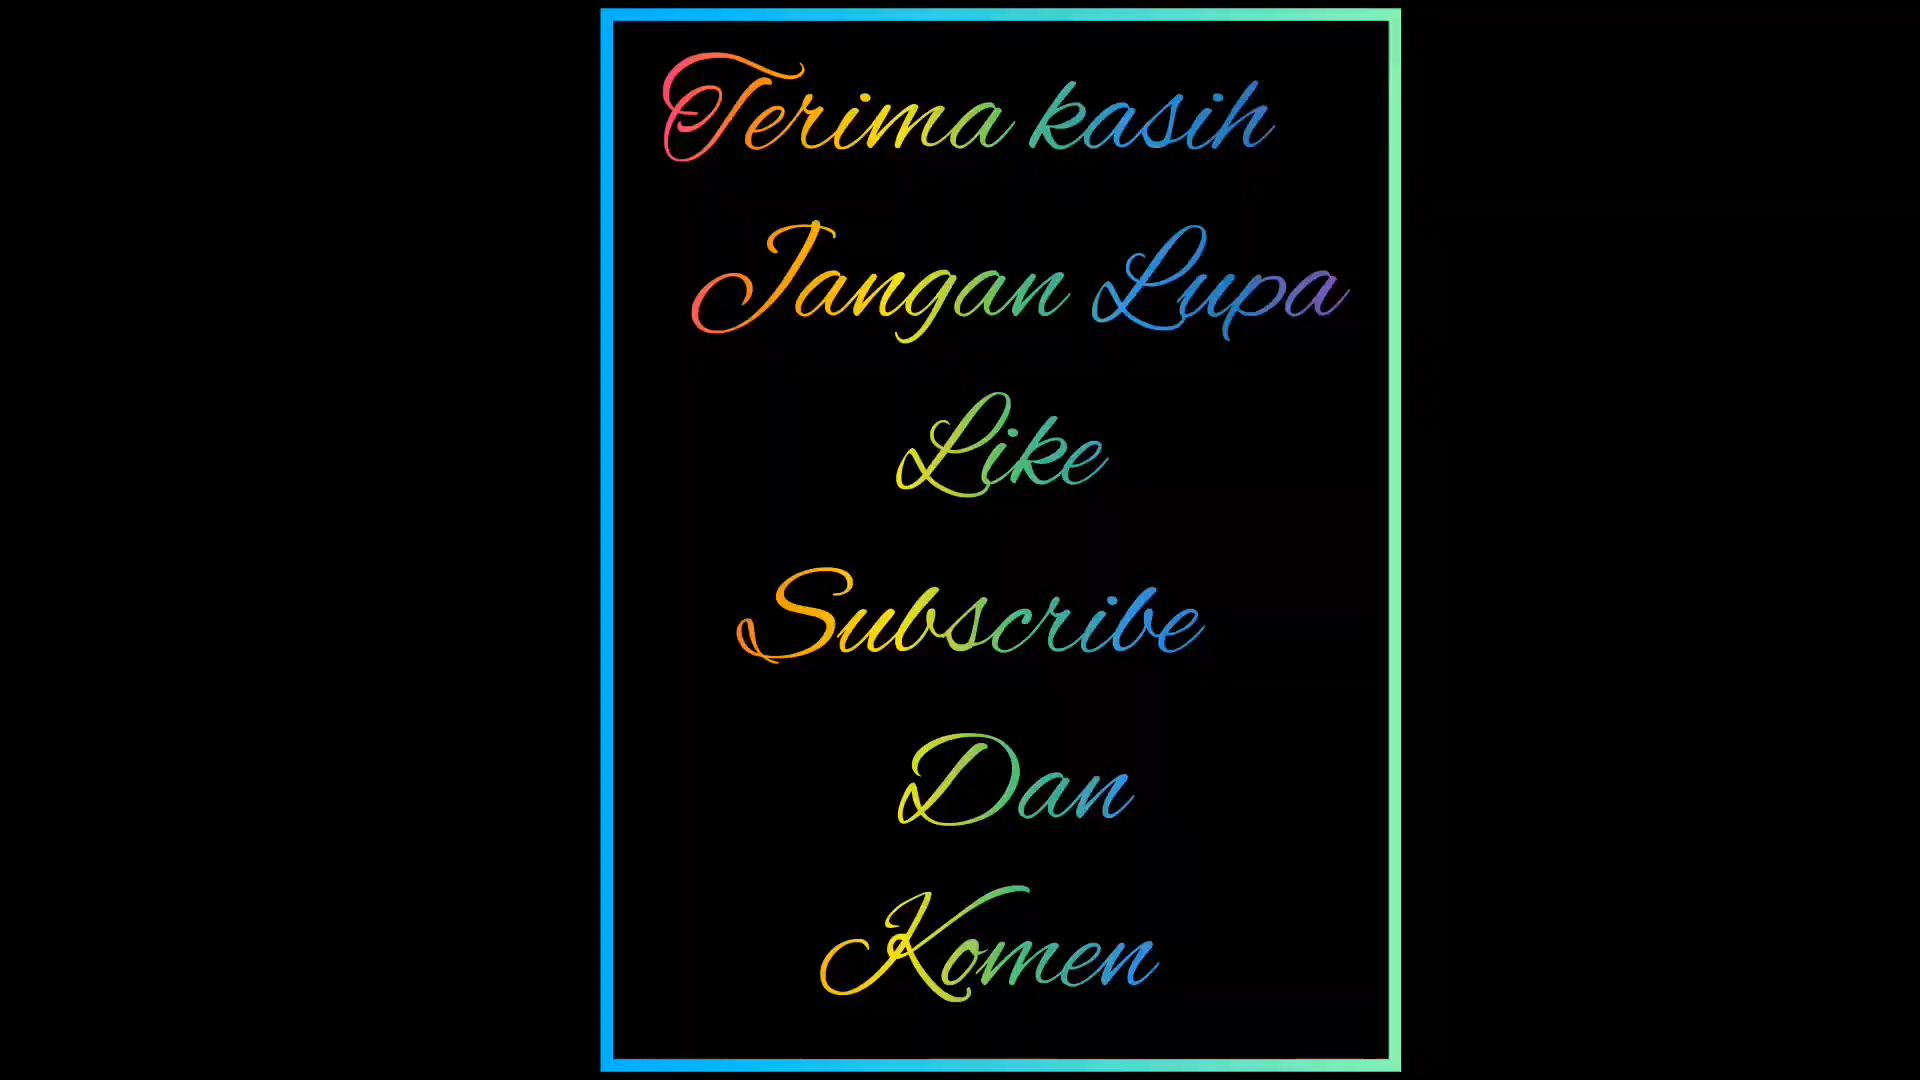 Terima kasih
Jangan Lupa
Like
Subscribe
Dan
Komen